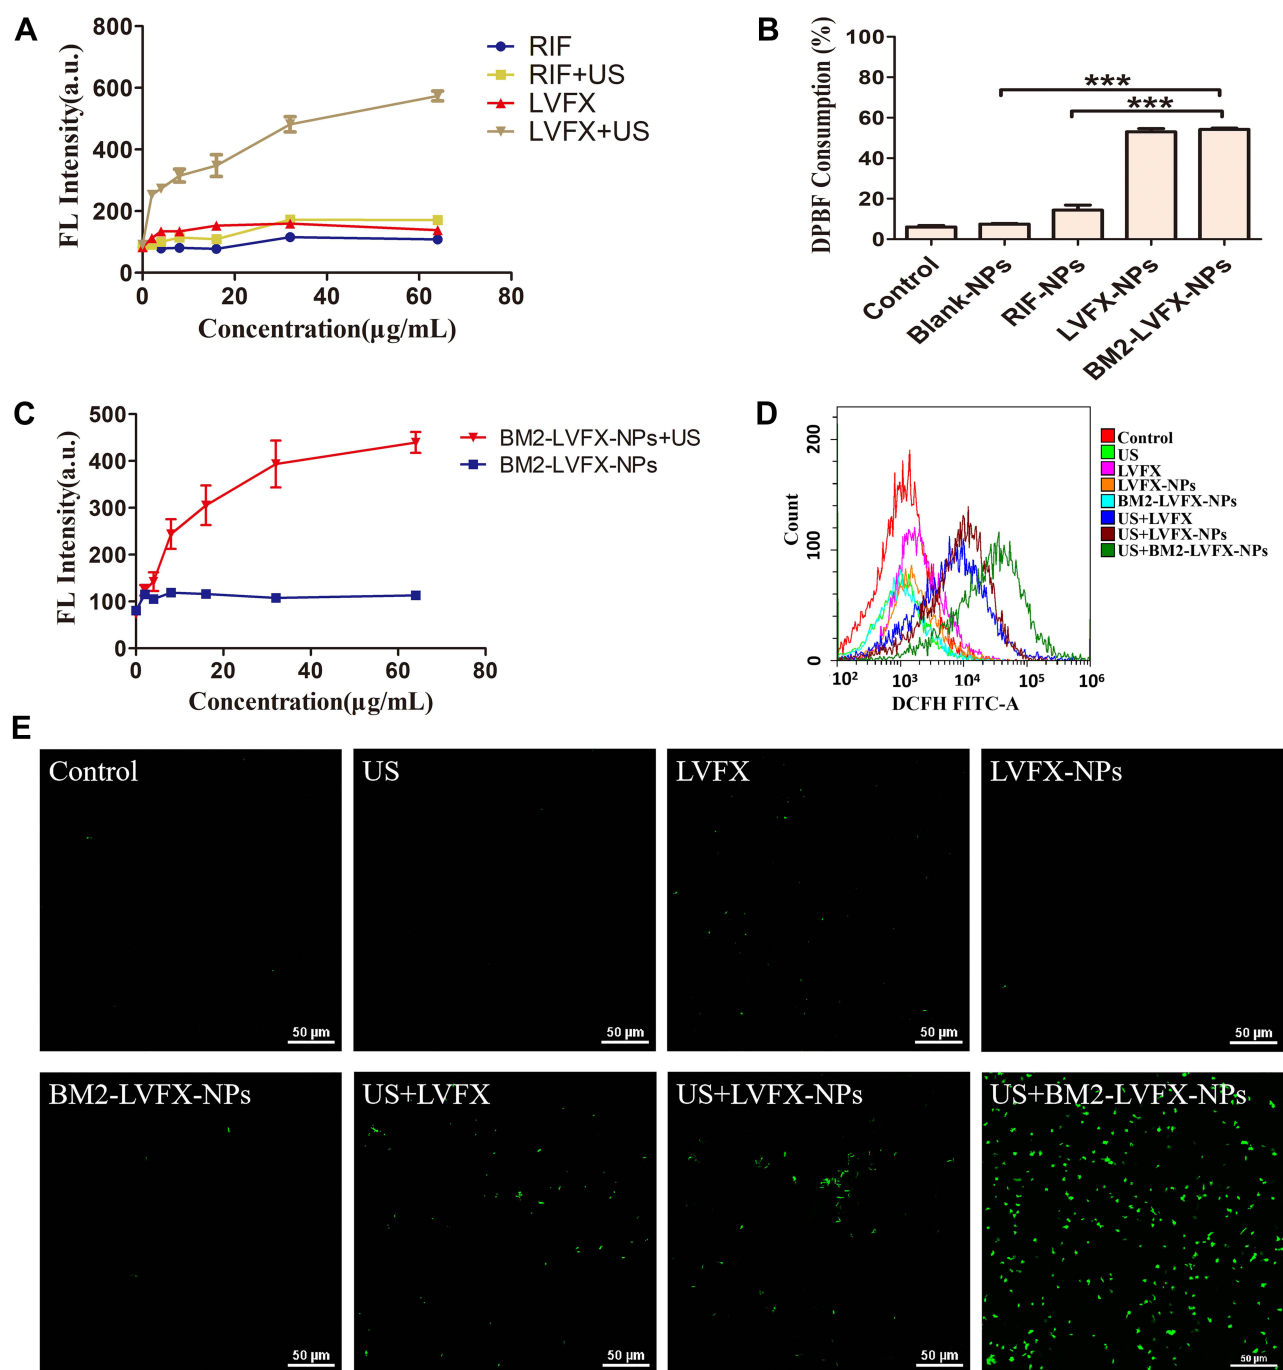 A
800
600
400
200
0
FL Intensity(a.u.)
0 20 40 60 80
Concentration(µg/mL)
RIF
RIF+US
LVFX
LVFX+US
B
100
80
60
40
20
0
DPBF Consumption (%)
***
***
Control
Blank-NPs
RIF-NPs
LVFX-NPs
BM2-LVFX-NPs
C
500
400
300
200
100
0
FL Intensity(a.u.)
0 20 40 60 80
Concentration(µg/mL)
BM2-LVFX-NPs+US
BM2-LVFX-NPs
D
200
100
0
Count
10² 10³ 10⁴ 10⁵ 10⁶
DCFH FITC-A
Control
US
LVFX
LVFX-NPs
BM2-LVFX-NPs
US+LVFX
US+LVFX-NPs
US+BM2-LVFX-NPs
E
Control
50 µm
US
50 µm
LVFX
50 µm
LVFX-NPs
50 µm
BM2-LVFX-NPs
50 µm
US+LVFX
50 µm
US+LVFX-NPs
50 µm
US+BM2-LVFX-NPs
50 µm